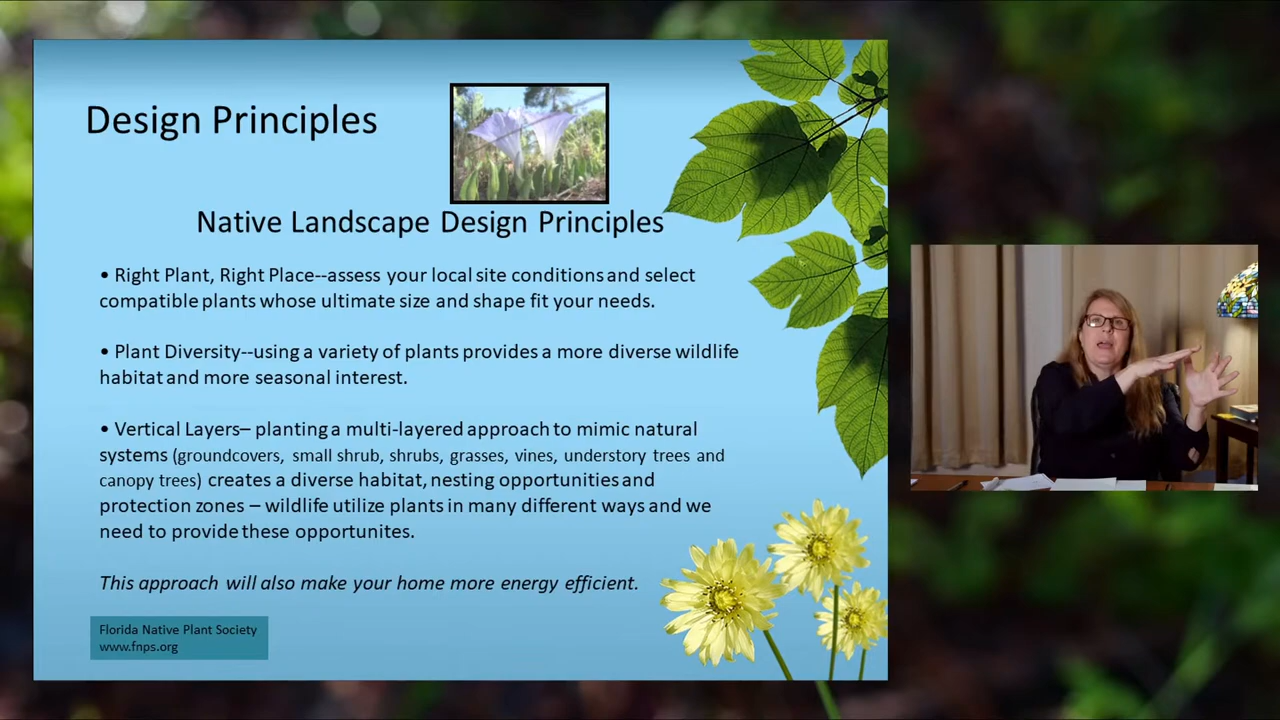 Design Principles
Native Landscape Design Principles
• Right Plant, Right Place--assess your local site conditions and select
compatible plants whose ultimate size and shape fit your needs.
• Plant Diversity--using a variety of plants provides a more diverse wildlife
habitat and more seasonal interest.
• Vertical Layers– planting a multi-layered approach to mimic natural
systems (groundcovers, small shrub, shrubs, grasses, vines, understory trees and
canopy trees) creates a diverse habitat, nesting opportunities and
protection zones – wildlife utilize plants in many different ways and we
need to provide these opportunites.
This approach will also make your home more energy efficient.
Florida Native Plant Society
www.fnps.org